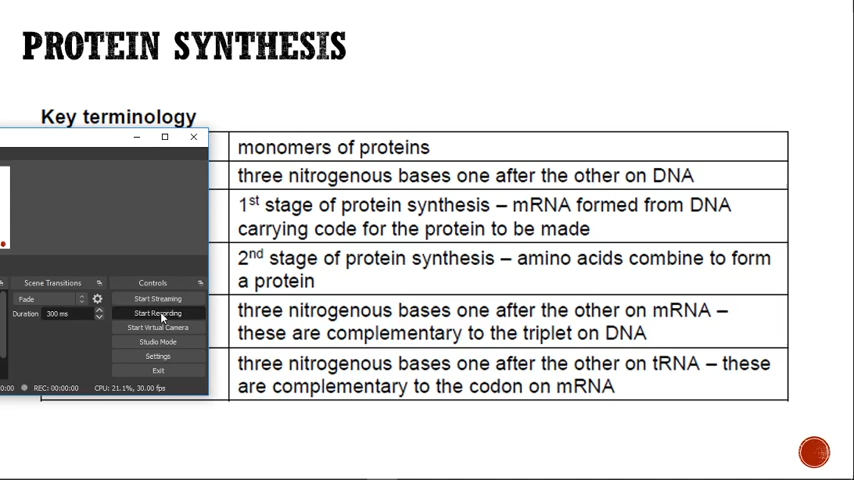 PROTEIN SYNTHESIS
Key terminology
monomers of proteins
three nitrogenous bases one after the other on DNA
1st stage of protein synthesis – mRNA formed from DNA
carrying code for the protein to be made
2nd stage of protein synthesis – amino acids combine to form
a protein
three nitrogenous bases one after the other on mRNA –
these are complementary to the triplet on DNA
three nitrogenous bases one after the other on tRNA – these
are complementary to the codon on mRNA
Scene Transitions
Controls
Fade
Start Streaming
Duration 300 ms
Start Recording
Start Virtual Camera
Studio Mode
Settings
Exit
0:00 REC: 00:00:00 CPU: 21.1%, 30.00 fps